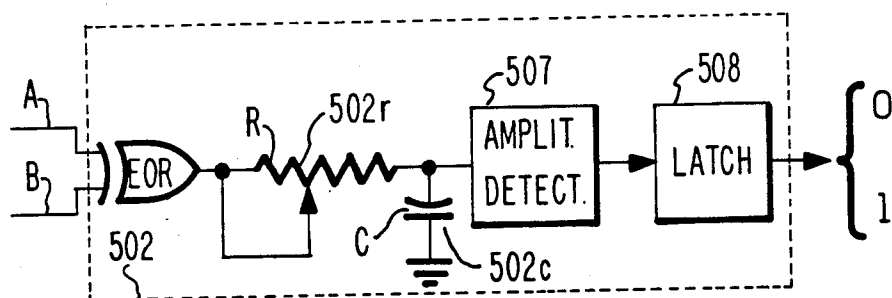 A
B
EOR
R
502r
C
502c
507
AMPLIT.
DETECT.
508
LATCH
0
1
502